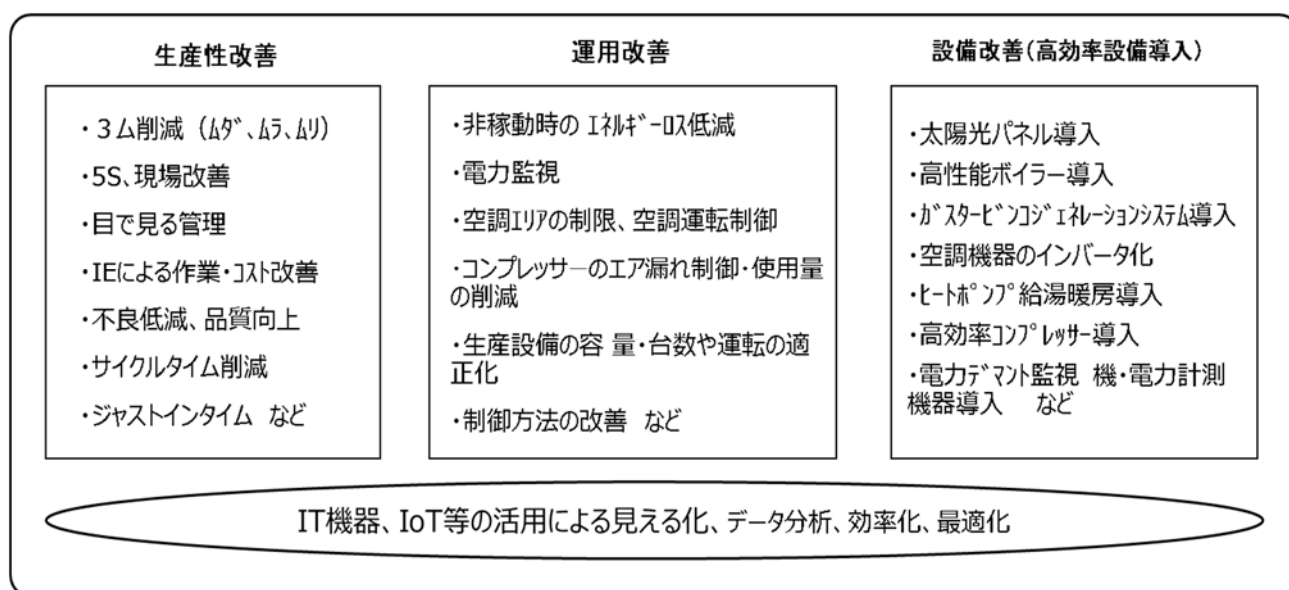 生産性改善
・３ム削減（ﾑﾀﾞ、ﾑﾗ、ﾑﾘ）
・5S、現場改善
・目で見る管理
・IEによる作業・ｺｽﾄ改善
・不良低減、品質向上
・サイクルタイム削減
・ジャストインタイム など
運用改善
・非稼動時の ｴﾈﾙｷﾞｰﾛｽ低減
・電力監視
・空調ｴﾘｱの制限、空調運転制御
・コンプレッサーのエア漏れ制御・使用量
の削減
・生産設備の容 量・台数や運転の適
正化
・制御方法の改善 など
設備改善（高効率設備導入）
・太陽光パネル導入
・高性能ボイラー導入
・ｶﾞｽタｰﾋﾞﾝｺｼﾞｪﾈﾚｰｼｮﾝｼｽﾃﾑ導入
・空調機器のインバータ化
・ﾋｰﾄﾎﾟﾝﾌﾟ給湯暖房導入
・高効率ｺﾝﾌﾟﾚｯｻｰ導入
・電力ﾃﾞﾏﾝﾄ監視 機・電力計測
機器導入 など
IT機器、IoT等の活用による見える化、データ分析、効率化、最適化